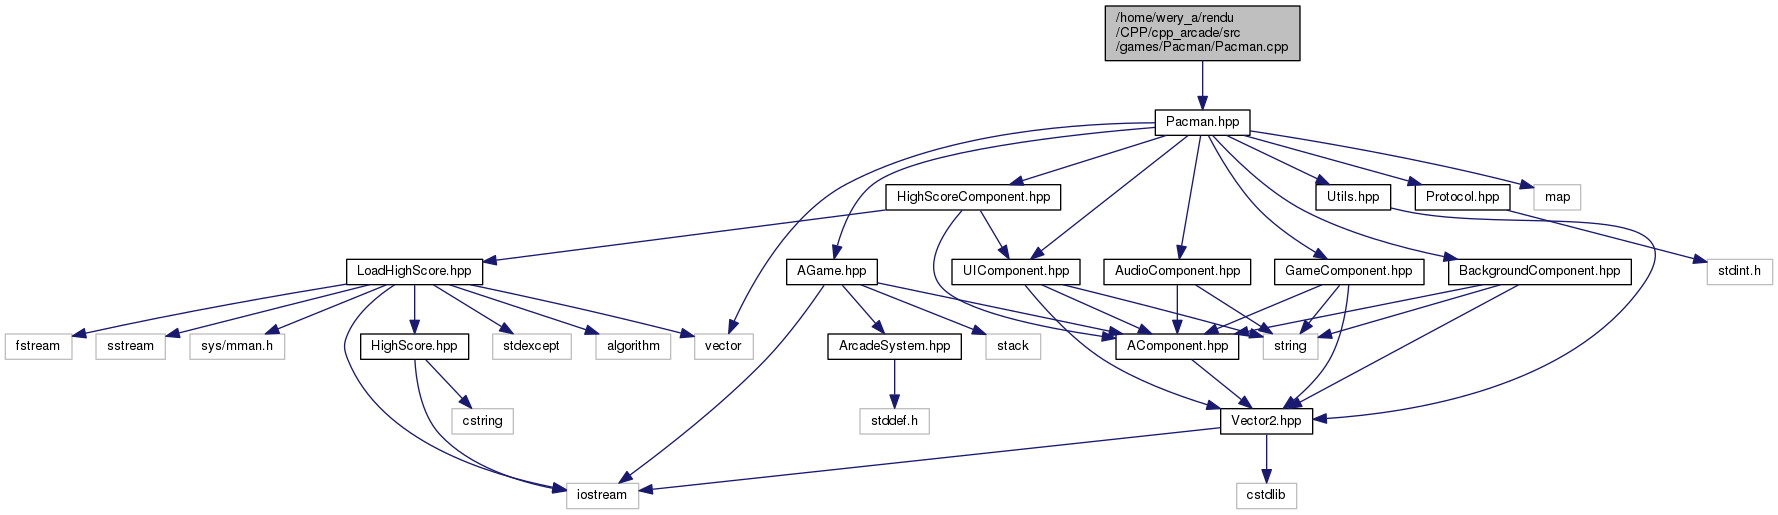 /home/wery_a/rendu
/CPP/cpp_arcade/src
/games/Pacman/Pacman.cpp
Pacman.hpp
HighScoreComponent.hpp
Utils.hpp
Protocol.hpp
map
LoadHighScore.hpp
AGame.hpp
UIComponent.hpp
AudioComponent.hpp
GameComponent.hpp
BackgroundComponent.hpp
stdint.h
fstream
sstream
sys/mman.h
HighScore.hpp
stdexcept
algorithm
vector
ArcadeSystem.hpp
stack
AComponent.hpp
string
cstring
stddef.h
Vector2.hpp
iostream
cstdlib